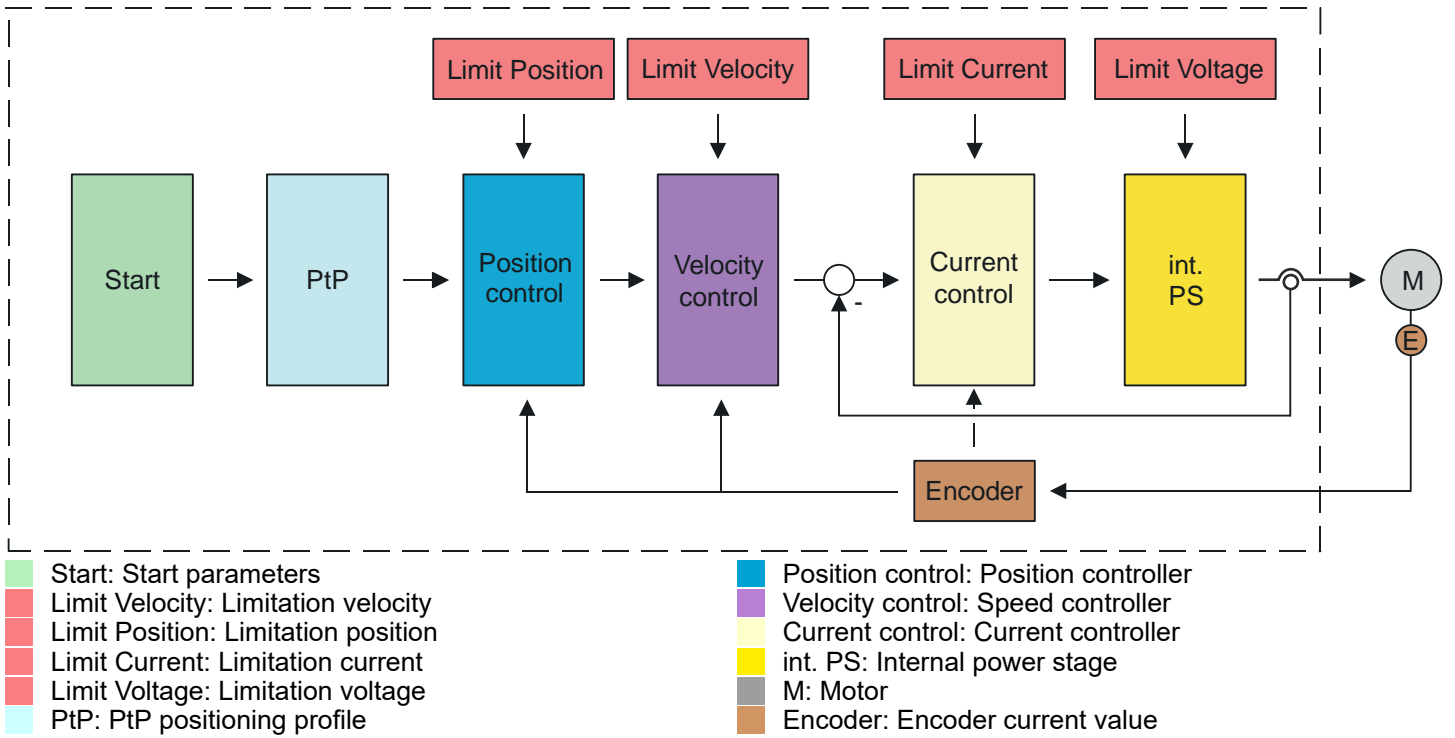 Limit Position
Limit Velocity
Limit Current
Limit Voltage
Start
PtP
Position
control
Velocity
control
-
Current
control
int.
PS
M
E
Encoder
Start: Start parameters
Limit Velocity: Limitation velocity
Limit Position: Limitation position
Limit Current: Limitation current
Limit Voltage: Limitation voltage
PtP: PtP positioning profile
Position control: Position controller
Velocity control: Speed controller
Current control: Current controller
int. PS: Internal power stage
M: Motor
Encoder: Encoder current value